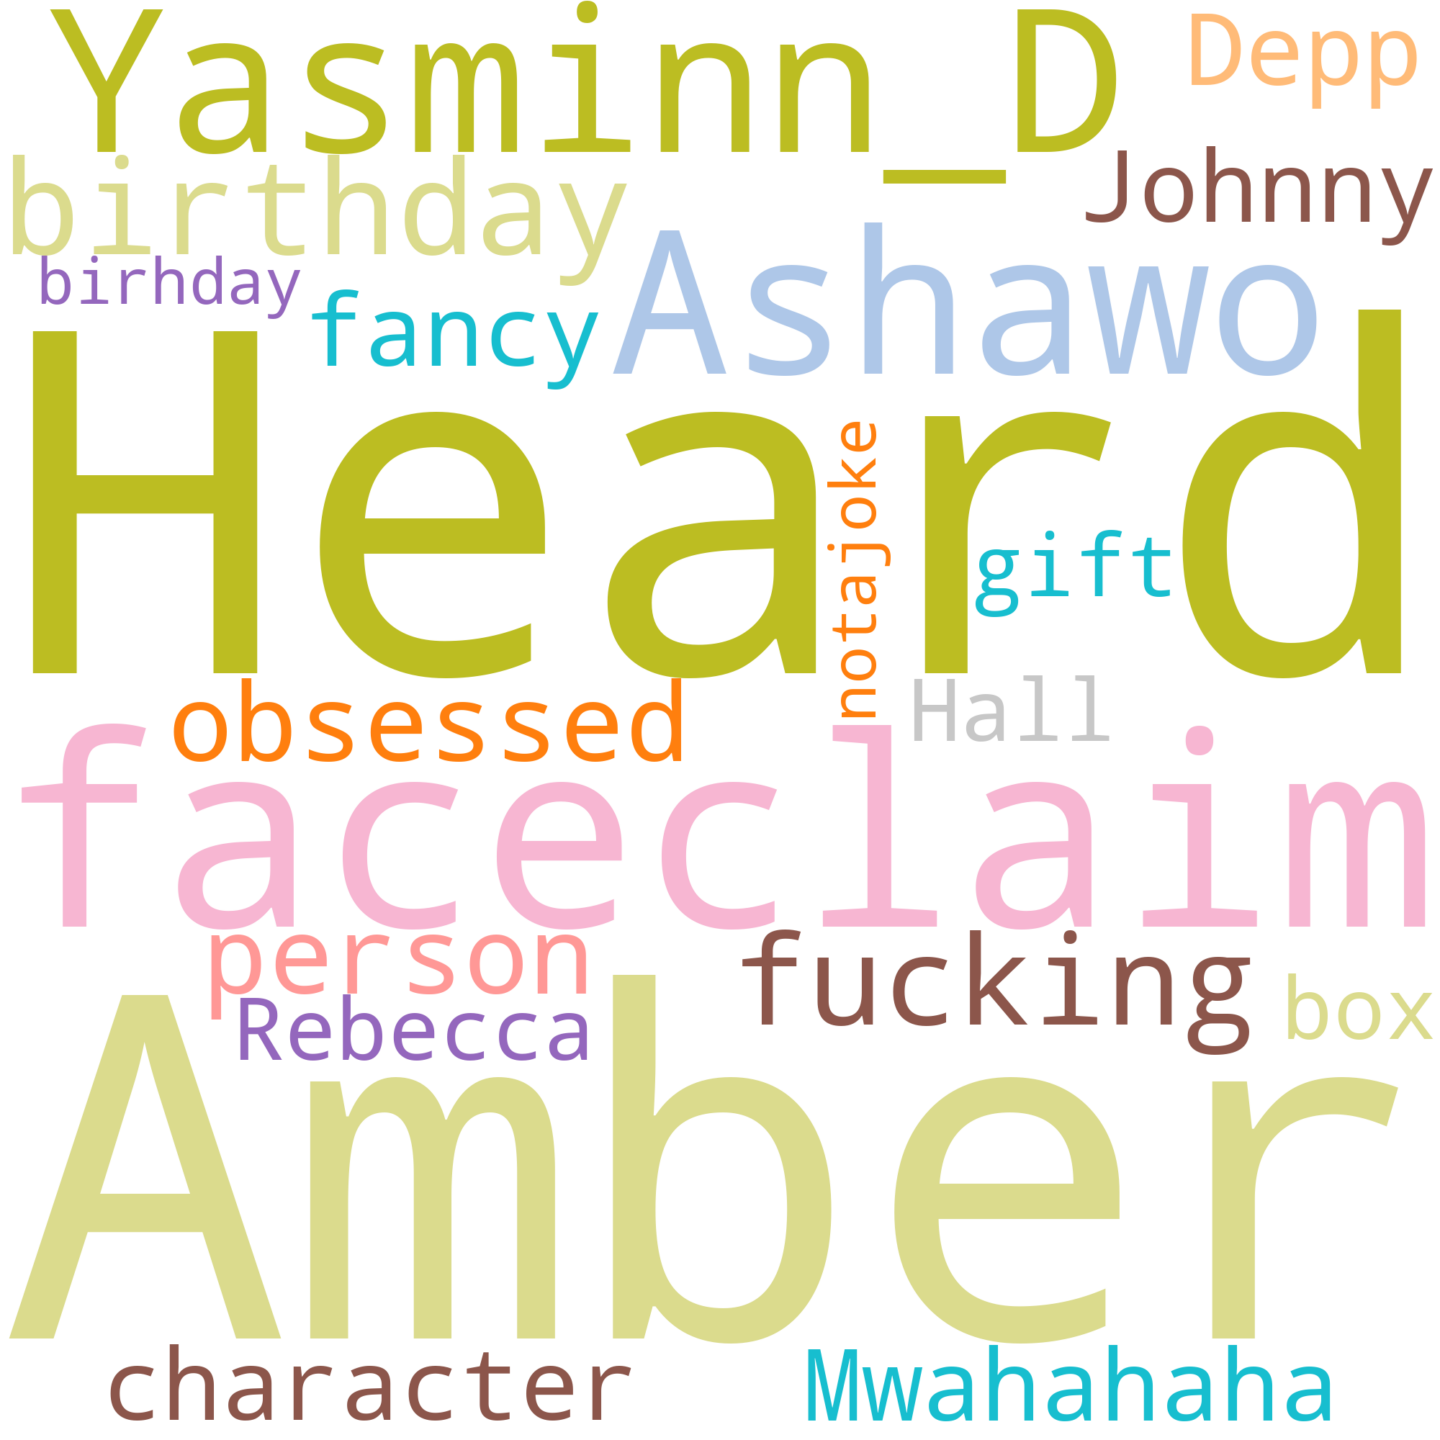 Yasminn_D
Depp
birthday
Johnny
birhday
fancy
Ashawo
Heard
notajoke
gift
obsessed
Hall
faceclaim
person
fucking
Rebecca
box
Amber
character
Mwahahaha